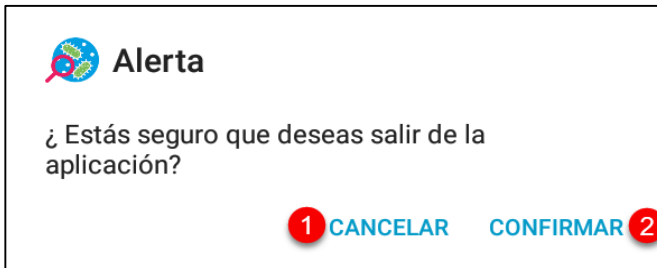 Alerta
¿ Estás seguro que deseas salir de la
aplicación?
1 CANCELAR CONFIRMAR 2